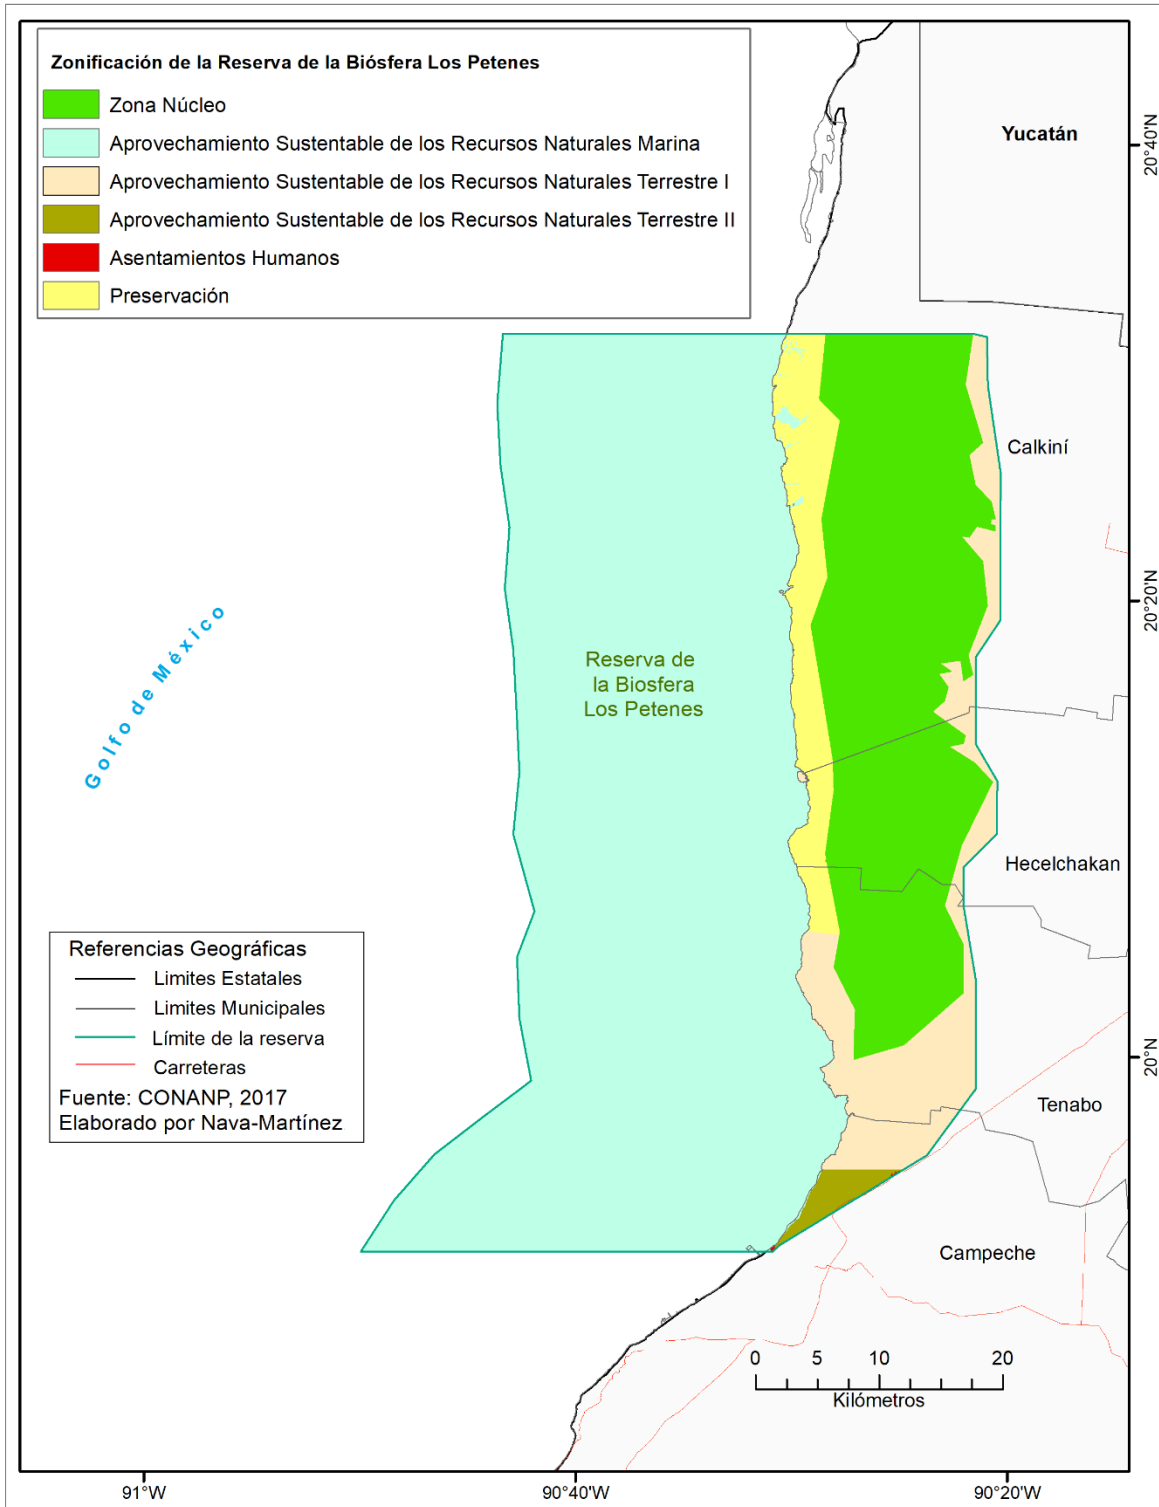 Zonificación de la Reserva de la Biósfera Los Petenes
Zona Núcleo
Aprovechamiento Sustentable de los Recursos Naturales Marina
Aprovechamiento Sustentable de los Recursos Naturales Terrestre I
Aprovechamiento Sustentable de los Recursos Naturales Terrestre II
Asentamientos Humanos
Preservación
Yucatán
20°40'N
Calkiní
20°20'N
Golfo de México
Reserva de
la Biosfera
Los Petenes
Hecelchakan
Referencias Geográficas
Limites Estatales
Limites Municipales
Límite de la reserva
Carreteras
Fuente: CONANP, 2017
Elaborado por Nava-Martínez
20°N
Tenabo
Campeche
0 5 10 20
Kilómetros
91°W 90°40'W 90°20'W